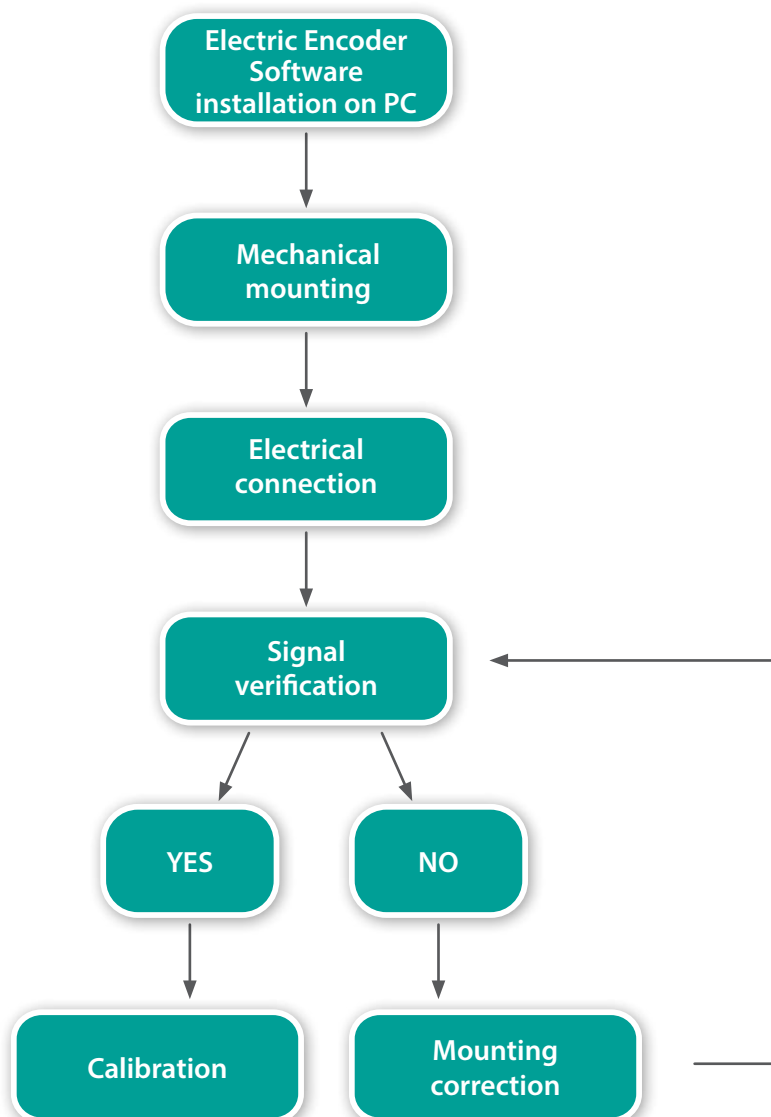 Electric Encoder
Software
installation on PC
Mechanical
mounting
Electrical
connection
Signal
verification
YES
NO
Calibration
Mounting
correction